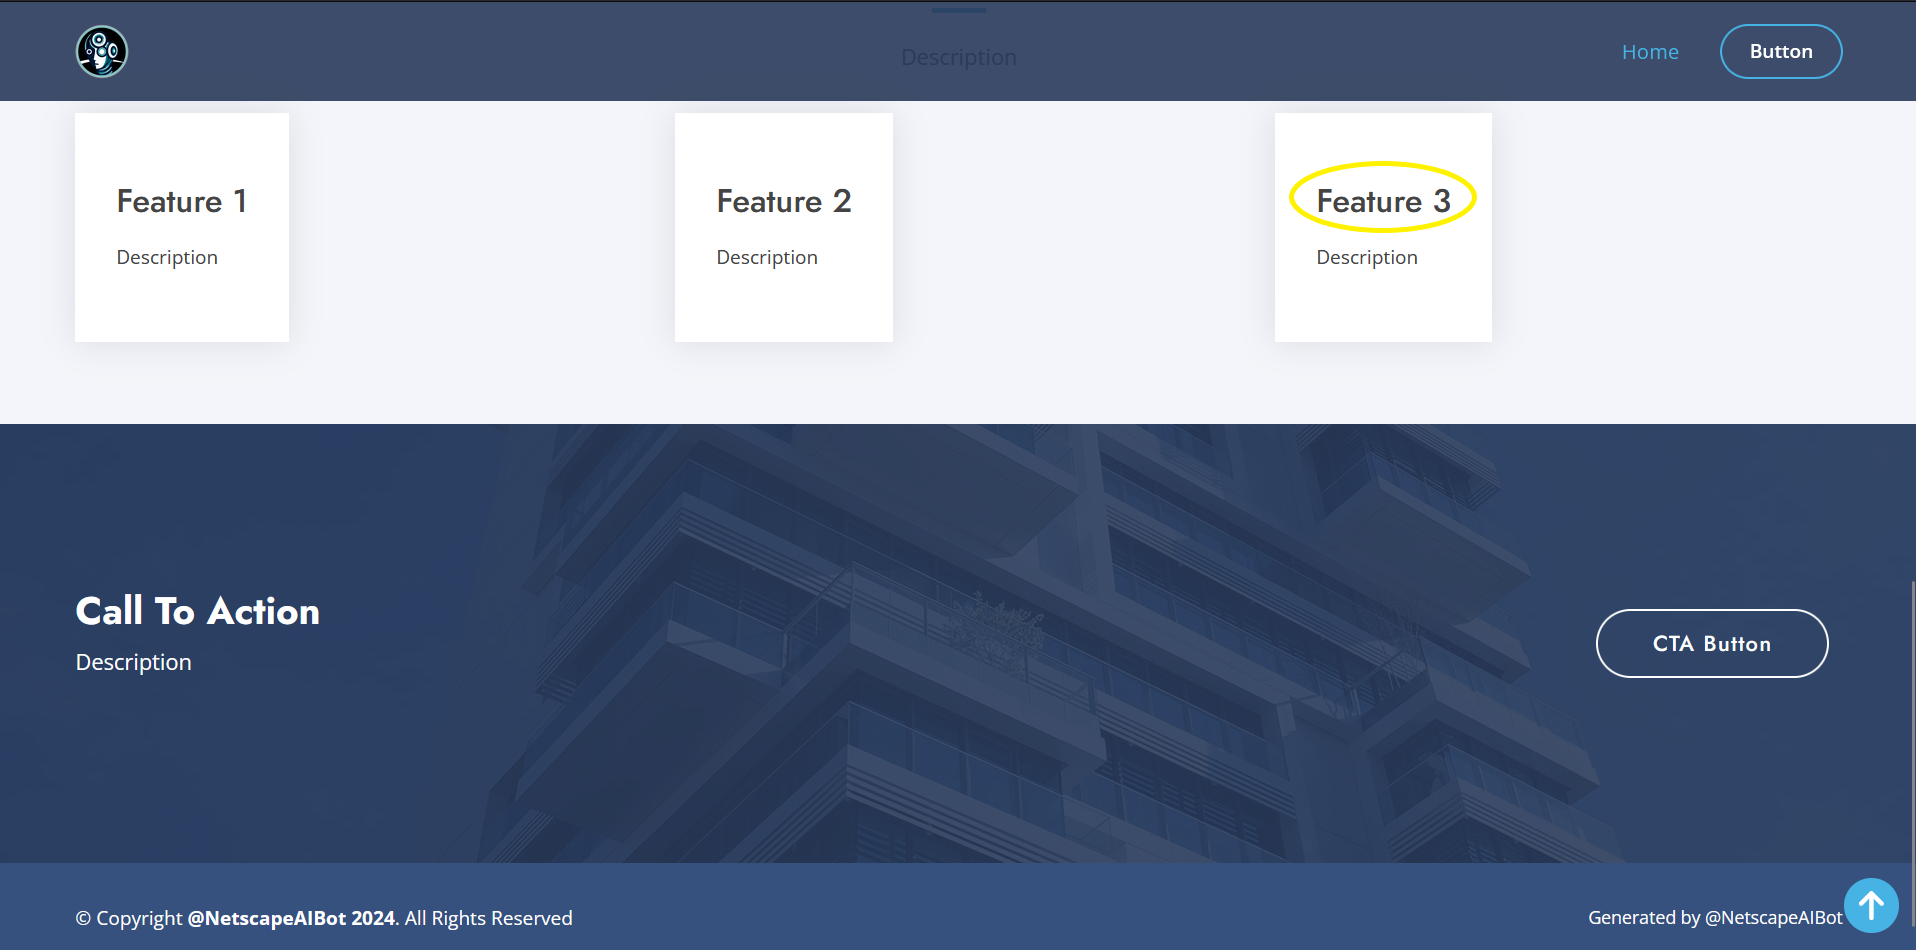 Description
Home
Button
Feature 1
Description
Feature 2
Description
Feature 3
Description
Call To Action
Description
CTA Button
© Copyright @NetscapeAIBot 2024. All Rights Reserved
Generated by @NetscapeAIBot